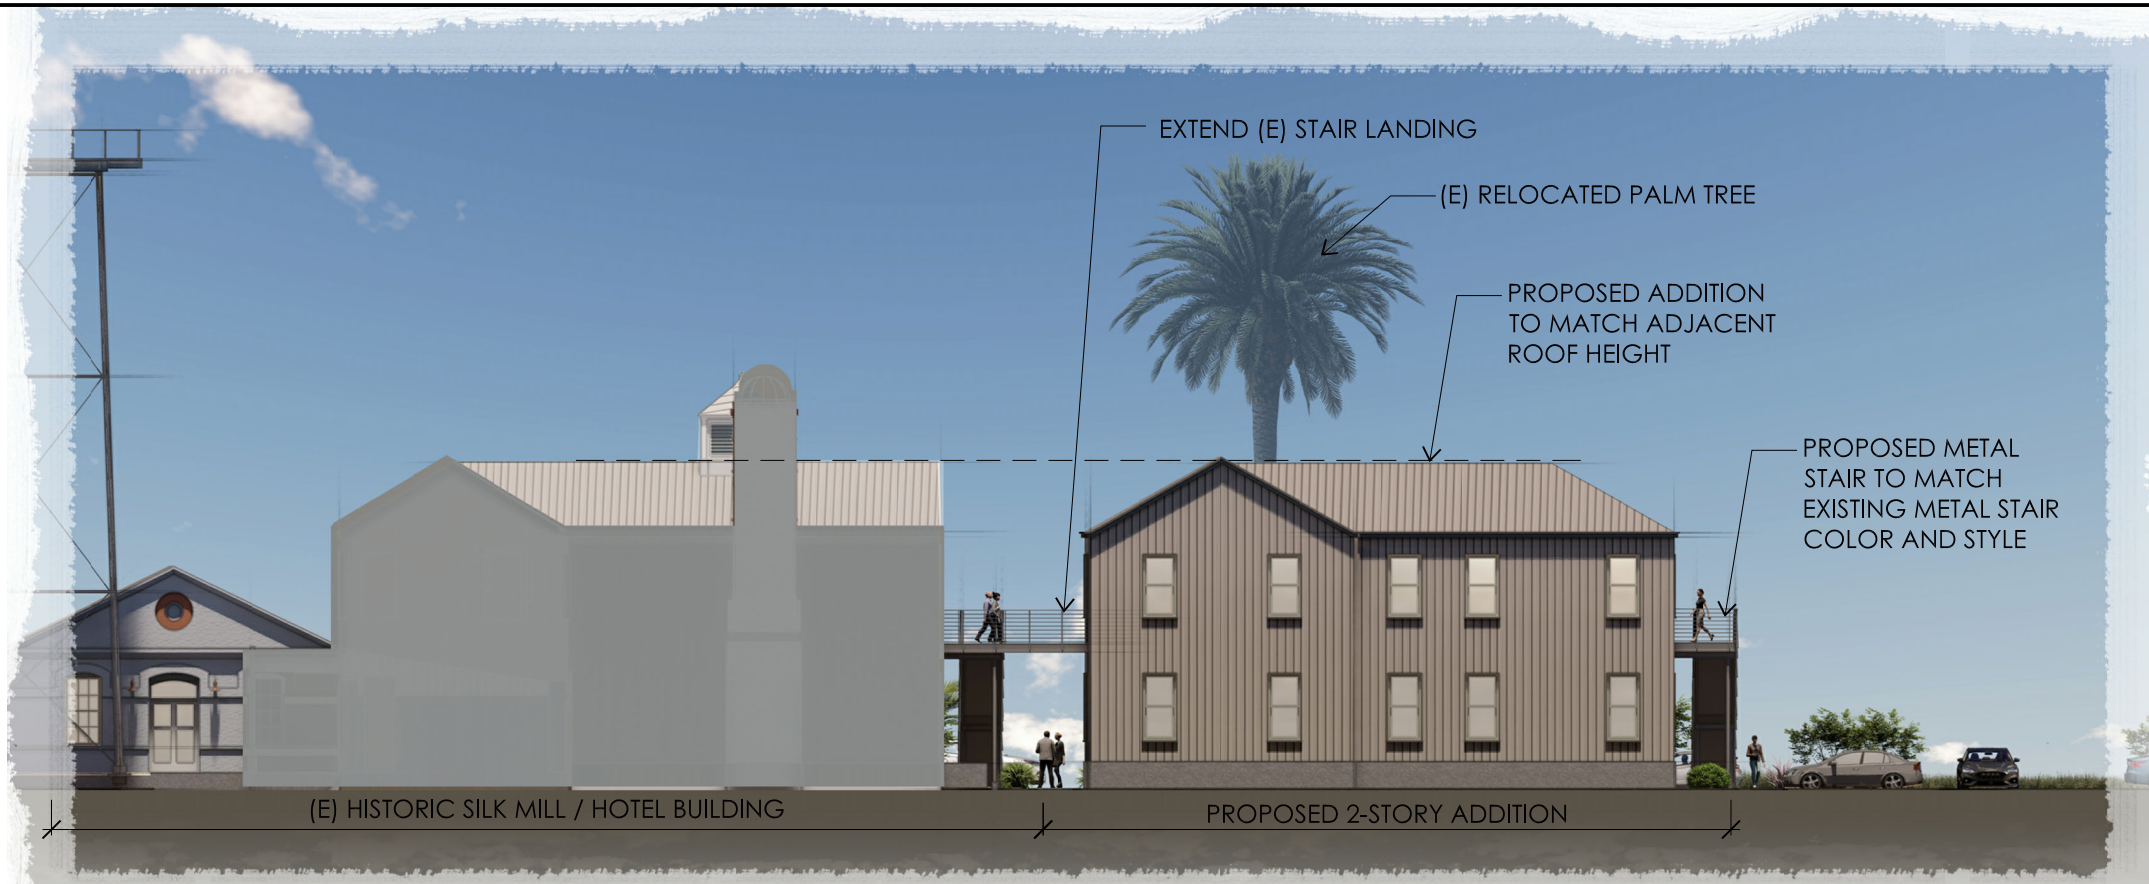 EXTEND (E) STAIR LANDING
(E) RELOCATED PALM TREE
PROPOSED ADDITION
TO MATCH ADJACENT
ROOF HEIGHT
PROPOSED METAL
STAIR TO MATCH
EXISTING METAL STAIR
COLOR AND STYLE
(E) HISTORIC SILK MILL / HOTEL BUILDING
PROPOSED 2-STORY ADDITION